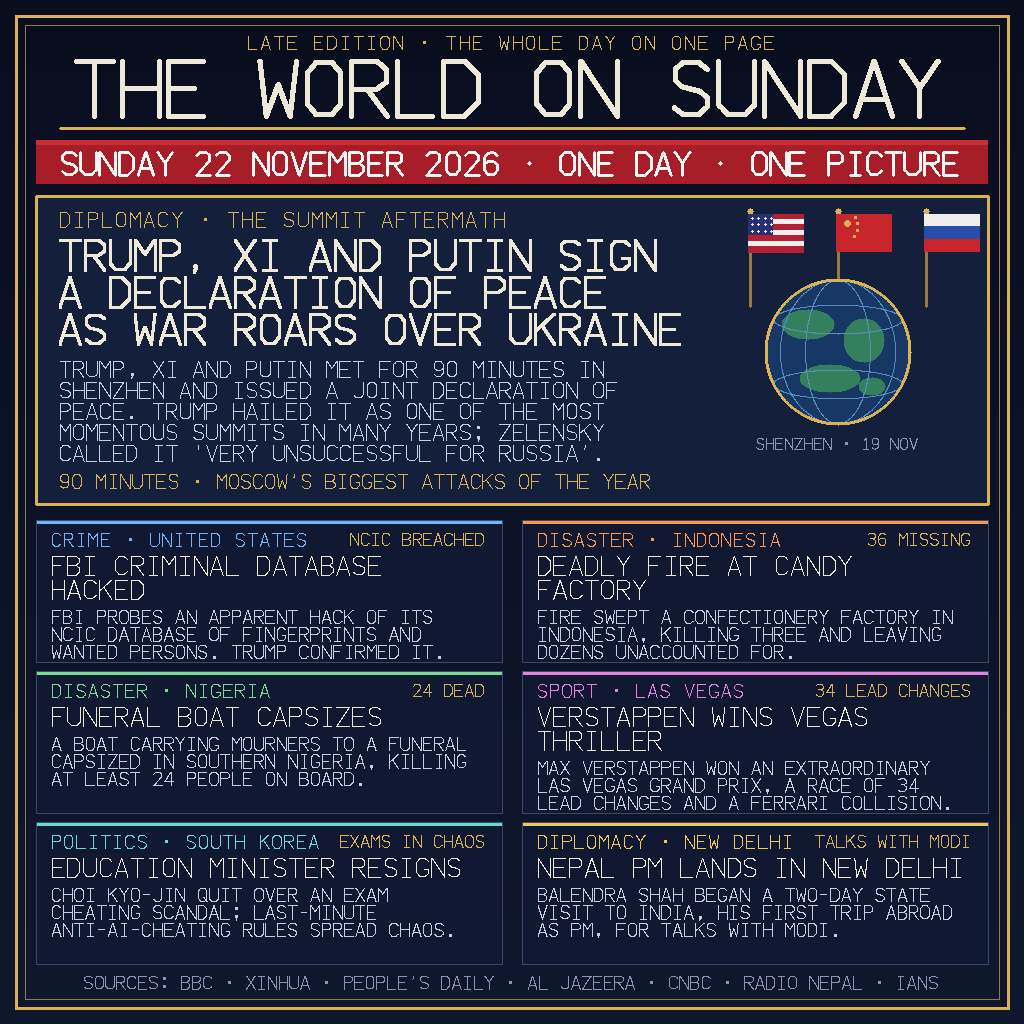 LATE EDITION · THE WHOLE DAY ON ONE PAGE
THE WORLD ON SUNDAY
SUNDAY 22 NOVEMBER 2026 · ONE DAY · ONE PICTURE
DIPLOMACY · THE SUMMIT AFTERMATH
TRUMP, XI AND PUTIN SIGN
A DECLARATION OF PEACE
AS WAR ROARS OVER UKRAINE
TRUMP, XI AND PUTIN MET FOR 90 MINUTES IN
SHENZHEN AND ISSUED A JOINT DECLARATION OF
PEACE. TRUMP HAILED IT AS ONE OF THE MOST
MOMENTOUS SUMMITS IN MANY YEARS; ZELENSKY
CALLED IT 'VERY UNSUCCESSFUL FOR RUSSIA'.
90 MINUTES · MOSCOW'S BIGGEST ATTACKS OF THE YEAR
SHENZHEN · 19 NOV
CRIME · UNITED STATES
NCIC BREACHED
FBI CRIMINAL DATABASE
HACKED
FBI PROBES AN APPARENT HACK OF ITS
NCIC DATABASE OF FINGERPRINTS AND
WANTED PERSONS. TRUMP CONFIRMED IT.
DISASTER · INDONESIA
36 MISSING
DEADLY FIRE AT CANDY
FACTORY
FIRE SWEPT A CONFECTIONERY FACTORY IN
INDONESIA, KILLING THREE AND LEAVING
DOZENS UNACCOUNTED FOR.
DISASTER · NIGERIA
24 DEAD
FUNERAL BOAT CAPSIZES
A BOAT CARRYING MOURNERS TO A FUNERAL
CAPSIZED IN SOUTHERN NIGERIA, KILLING
AT LEAST 24 PEOPLE ON BOARD.
SPORT · LAS VEGAS
34 LEAD CHANGES
VERSTAPPEN WINS VEGAS
THRILLER
MAX VERSTAPPEN WON AN EXTRAORDINARY
LAS VEGAS GRAND PRIX, A RACE OF 34
LEAD CHANGES AND A FERRARI COLLISION.
POLITICS · SOUTH KOREA
EXAMS IN CHAOS
EDUCATION MINISTER RESIGNS
CHOI KYO-JIN QUIT OVER AN EXAM
CHEATING SCANDAL; LAST-MINUTE
ANTI-AI-CHEATING RULES SPREAD CHAOS.
DIPLOMACY · NEW DELHI
TALKS WITH MODI
NEPAL PM LANDS IN NEW DELHI
BALENDRA SHAH BEGAN A TWO-DAY STATE
VISIT TO INDIA, HIS FIRST TRIP ABROAD
AS PM, FOR TALKS WITH MODI.
SOURCES: BBC · XINHUA · PEOPLE'S DAILY · AL JAZEERA · CNBC · RADIO NEPAL · IANS